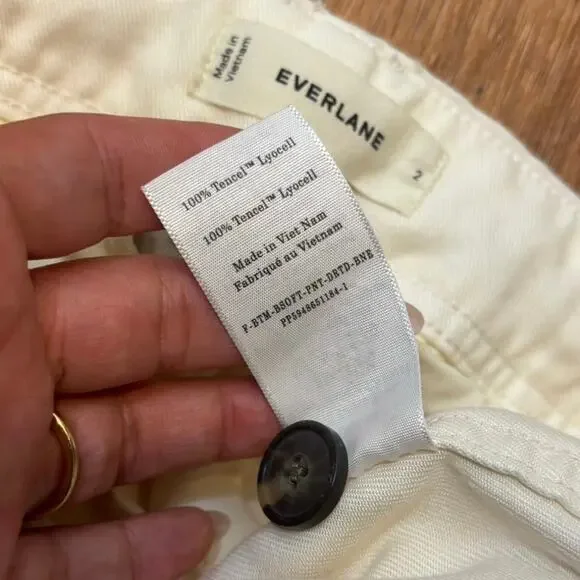 Made in
Vietnam
EVERLANE
2
100% Tencel™ Lyocell
100% Tencel™ Lyocell
Made in Viet Nam
Fabriqué au Vietnam
F-BTM-BSOFT-PNT-DRTD-BNE
PP5948651184-1